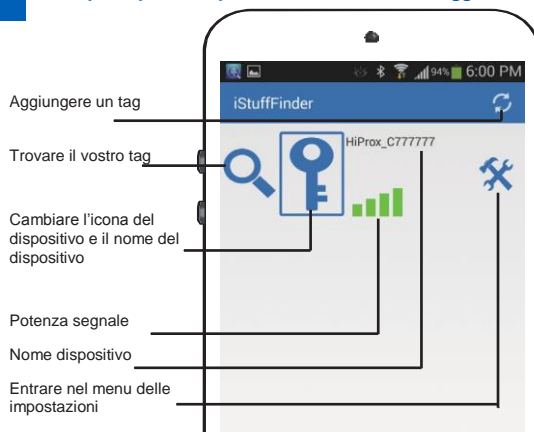 94% 6:00 PM
iStuffFinder
Aggiungere un tag
HiProx_C777777
Trovare il vostro tag
Cambiare l'icona del
dispositivo e il nome del
dispositivo
Potenza segnale
Nome dispositivo
Entrare nel menu delle
impostazioni